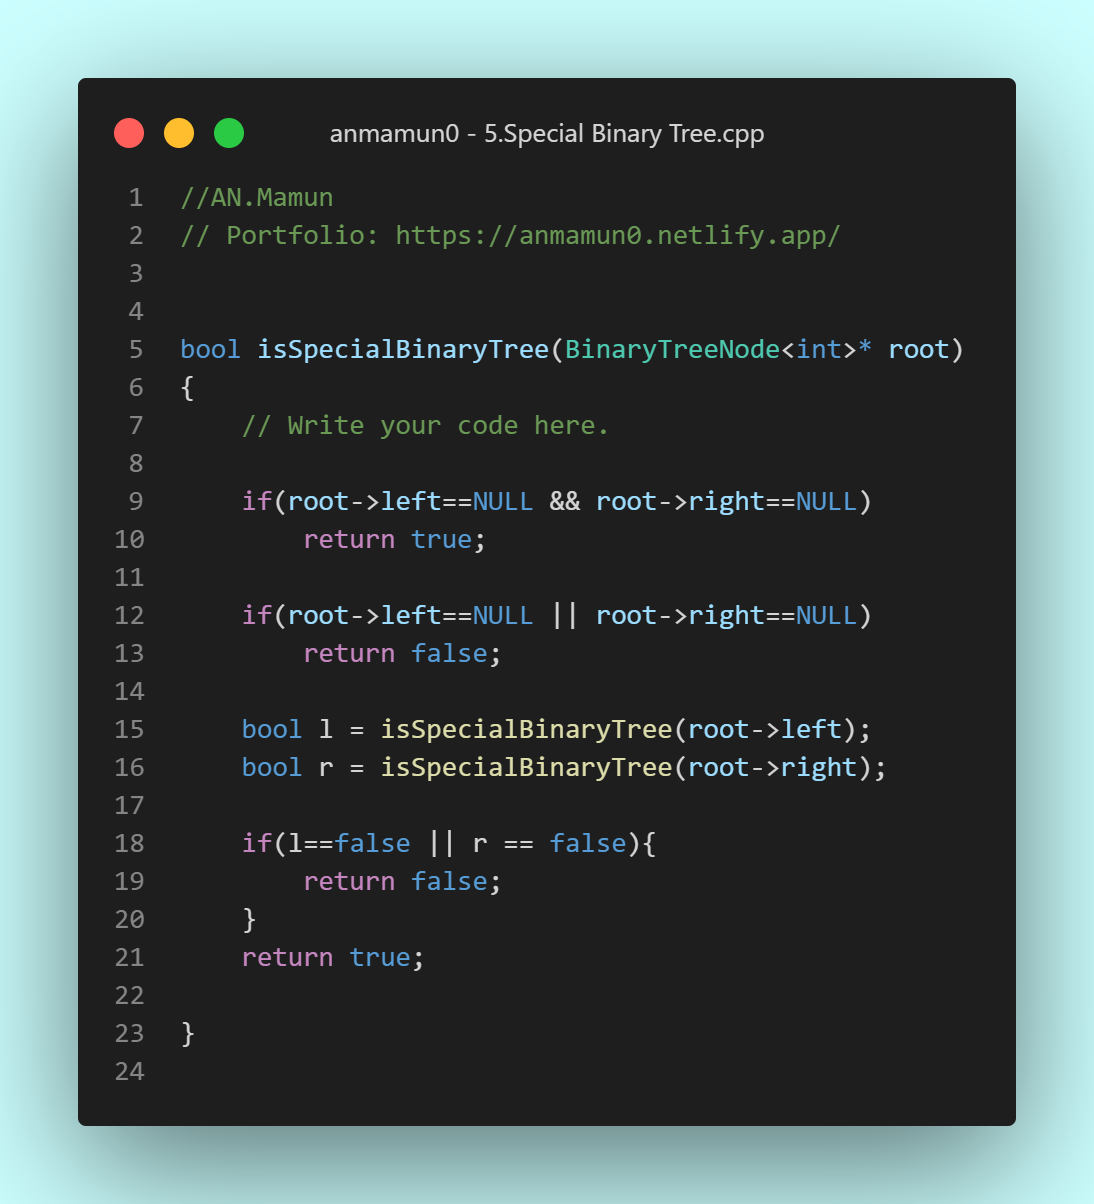 anmamun0 - 5.Special Binary Tree.cpp
1 //AN.Mamun
2 // Portfolio: https://anmamun0.netlify.app/
3
4
5 bool isSpecialBinaryTree(BinaryTreeNode<int>* root)
6 {
7     // Write your code here.
8
9     if(root->left==NULL && root->right==NULL)
10         return true;
11
12     if(root->left==NULL || root->right==NULL)
13         return false;
14
15     bool l = isSpecialBinaryTree(root->left);
16     bool r = isSpecialBinaryTree(root->right);
17
18     if(l==false || r == false){
19         return false;
20     }
21     return true;
22
23 }
24